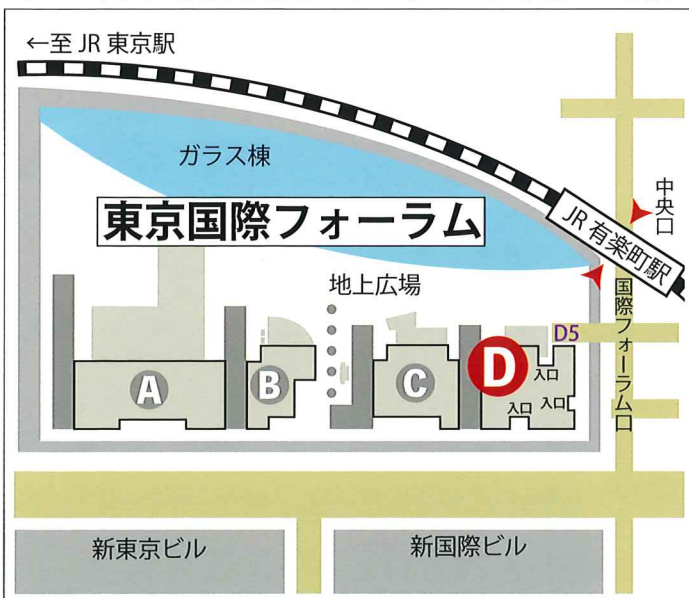 ←至 JR 東京駅
ガラス棟
東京国際フォーラム
中央口
JR 有楽町駅
地上広場
国際フォーラム口
D5
A
B
C
D
入口
入口
入口
新東京ビル
新国際ビル